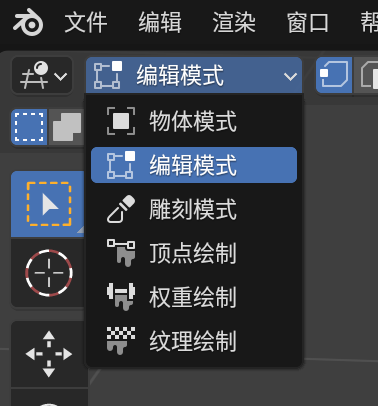 文件 编辑 渲染 窗口
编辑模式
物体模式
编辑模式
雕刻模式
顶点绘制
权重绘制
纹理绘制